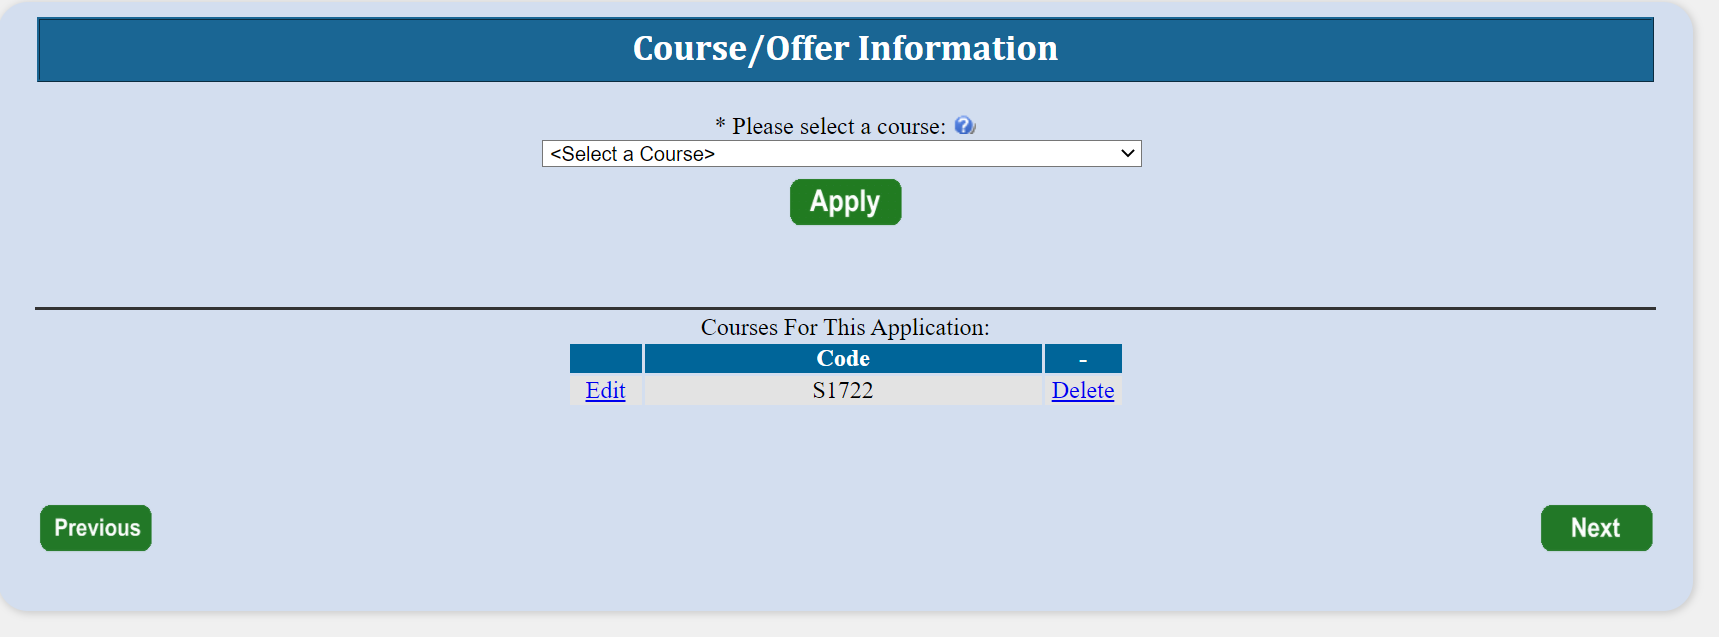 Course/Offer Information
* Please select a course:
<Select a Course>
Apply
Courses For This Application:
Code -
Edit S1722 Delete
Previous Next